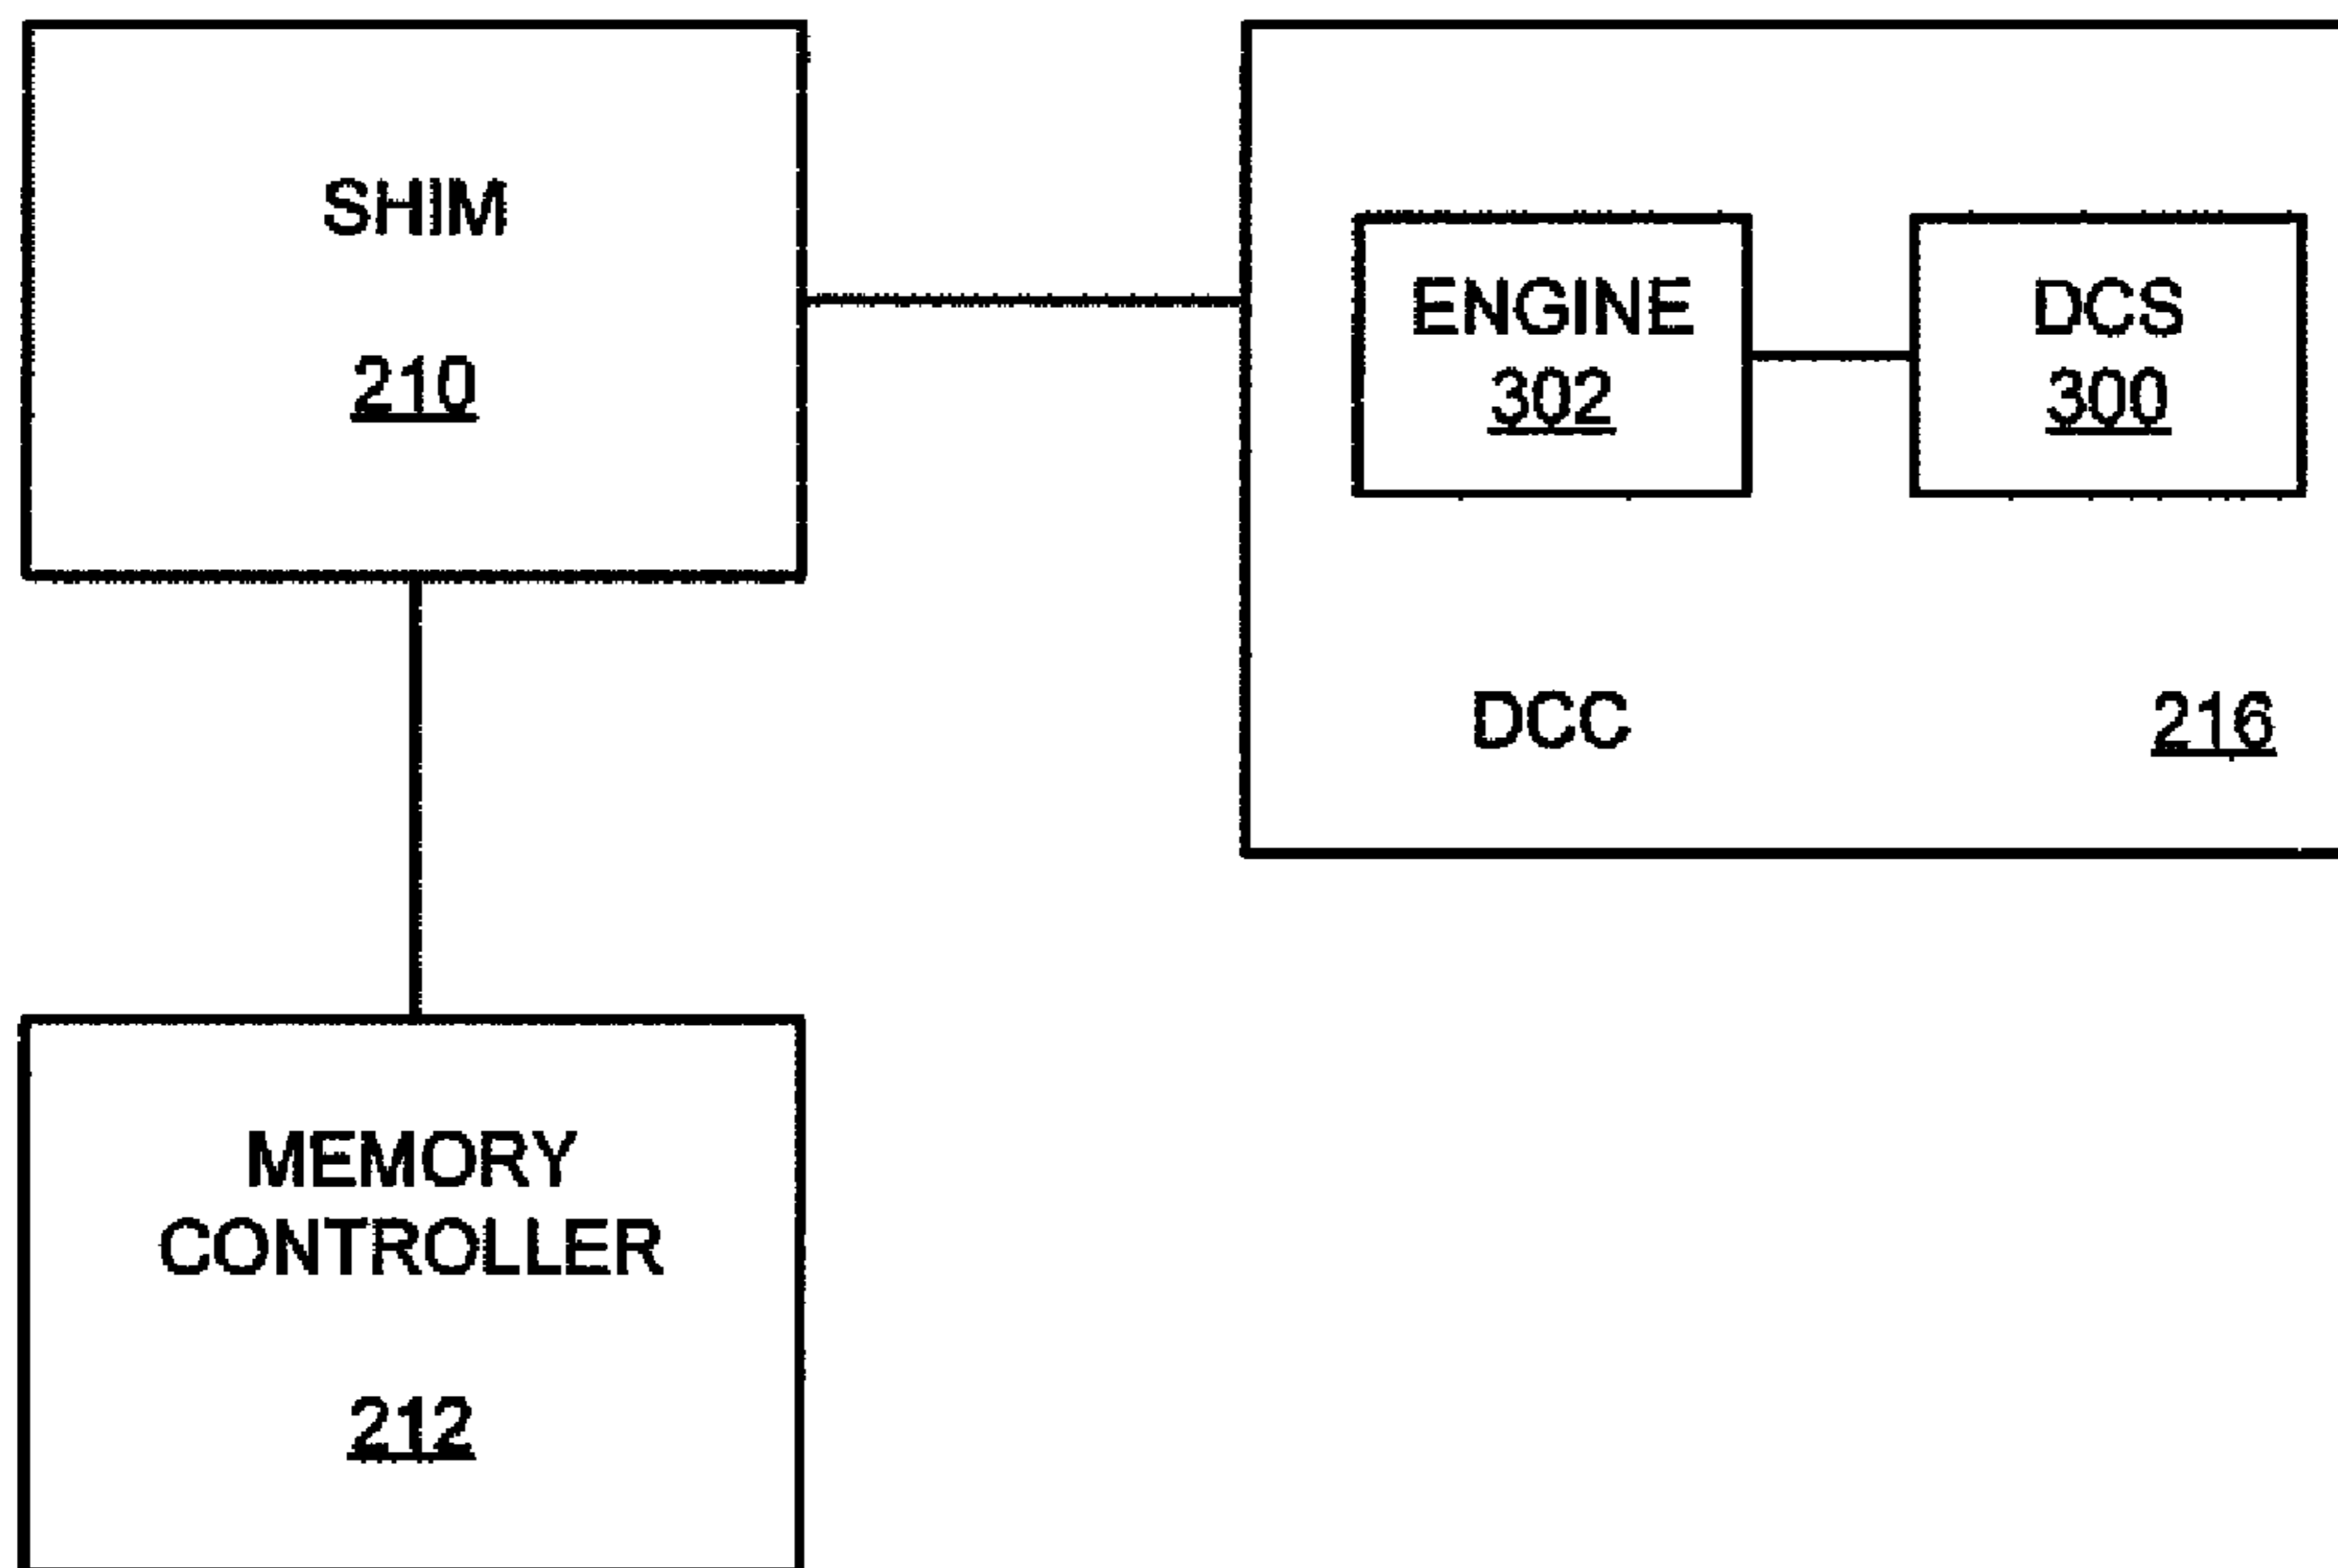 SHIM
210
ENGINE
302
DCS
300
DCC
216
MEMORY
CONTROLLER
212